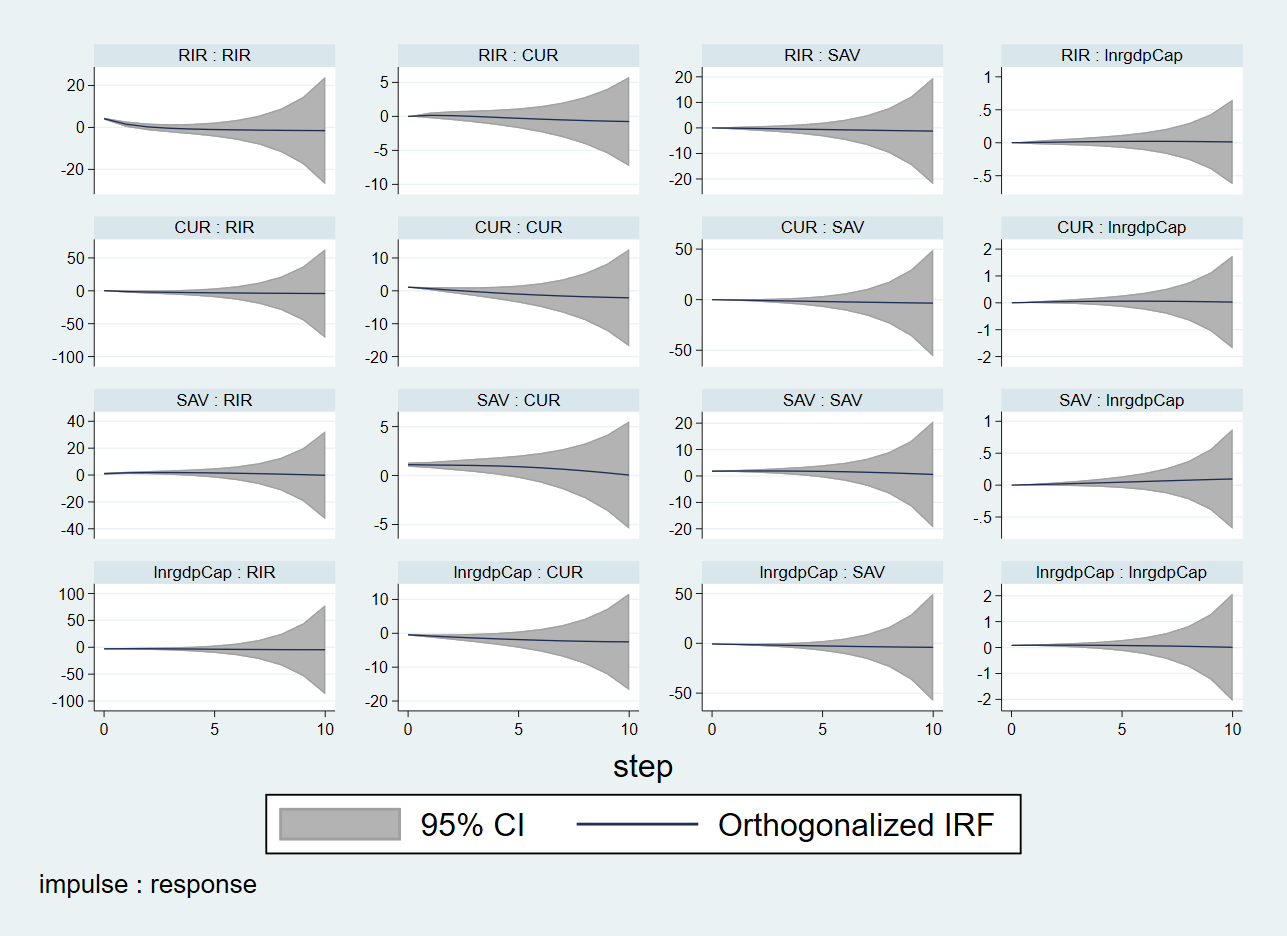 RIR : RIR RIR : CUR RIR : SAV RIR : lnrgdpCap
20 0 -20 5 0 -5 -10 20 10 0 -10 -20 1 .5 0 -.5
CUR : RIR CUR : CUR CUR : SAV CUR : lnrgdpCap
50 0 -50 -100 10 0 -10 -20 50 0 -50 2 1 0 -1 -2
SAV : RIR SAV : CUR SAV : SAV SAV : lnrgdpCap
40 20 0 -20 -40 5 0 -5 20 10 0 -10 -20 1 .5 0 -.5
lnrgdpCap : RIR lnrgdpCap : CUR lnrgdpCap : SAV lnrgdpCap : lnrgdpCap
100 50 0 -50 -100 10 0 -10 -20 50 0 -50 2 1 0 -1 -2
0 5 10 0 5 10 0 5 10 0 5 10
step
95% CI Orthogonalized IRF
impulse : response